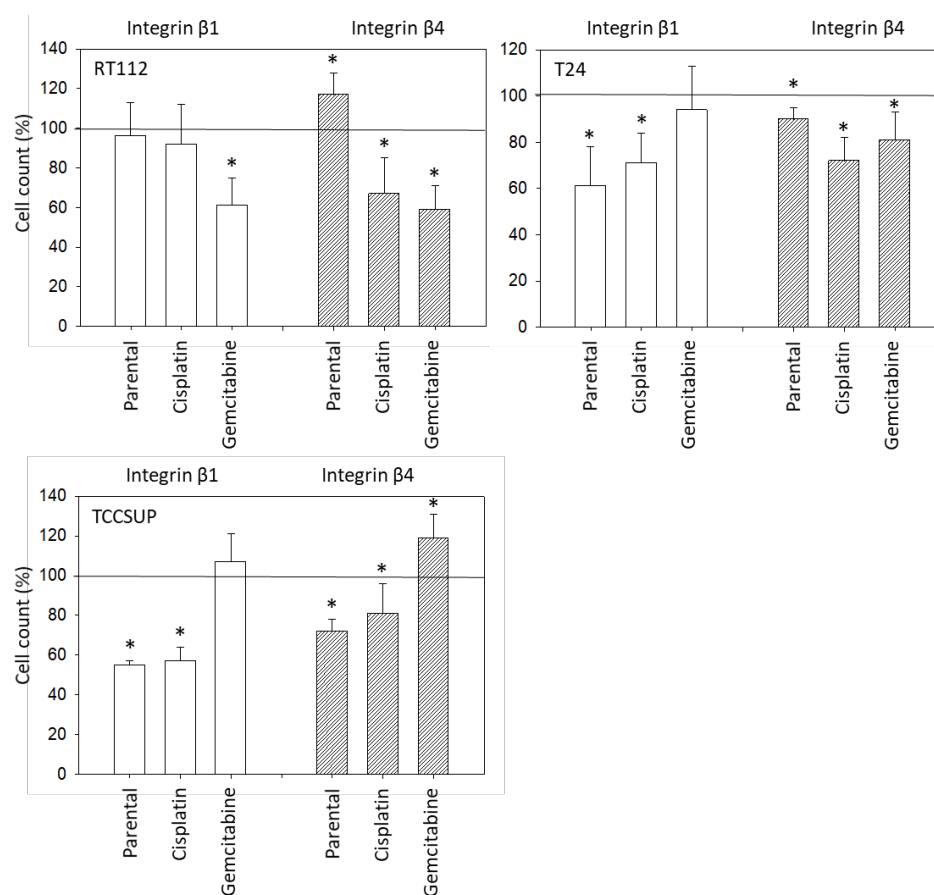 Integrin β1 Integrin β4
140
120
100
80
60
40
20
0
Cell count (%)
RT112
* * * *
Parental Cisplatin Gemcitabine Parental Cisplatin Gemcitabine
Integrin β1 Integrin β4
120
100
80
60
40
20
0
T24
* * * * *
Parental Cisplatin Gemcitabine Parental Cisplatin Gemcitabine
Integrin β1 Integrin β4
140
120
100
80
60
40
20
0
Cell count (%)
TCCSUP
* * * * *
Parental Cisplatin Gemcitabine Parental Cisplatin Gemcitabine